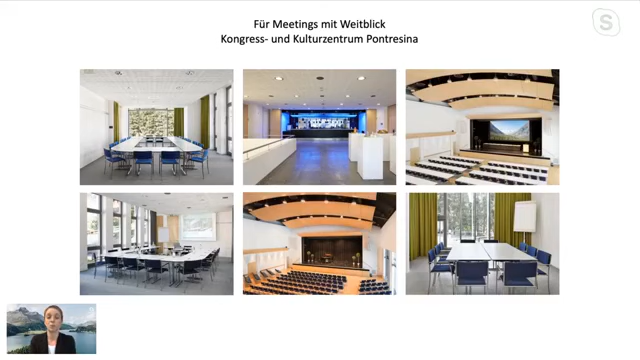 Für Meetings mit Weitblick
Kongress- und Kulturzentrum Pontresina
S